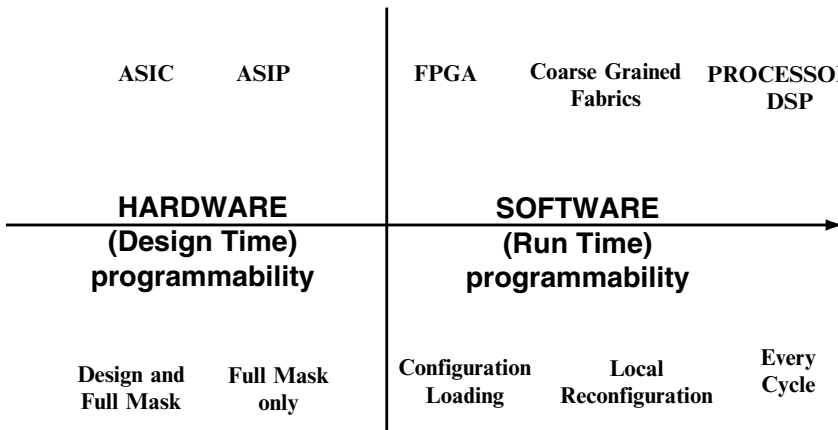 ASIC ASIP FPGA Coarse Grained PROCESSO
Fabrics DSP
HARDWARE SOFTWARE
(Design Time) (Run Time)
programmability programmability
Design and Full Mask Configuration Local Every
Full Mask only Loading Reconfiguration Cycle